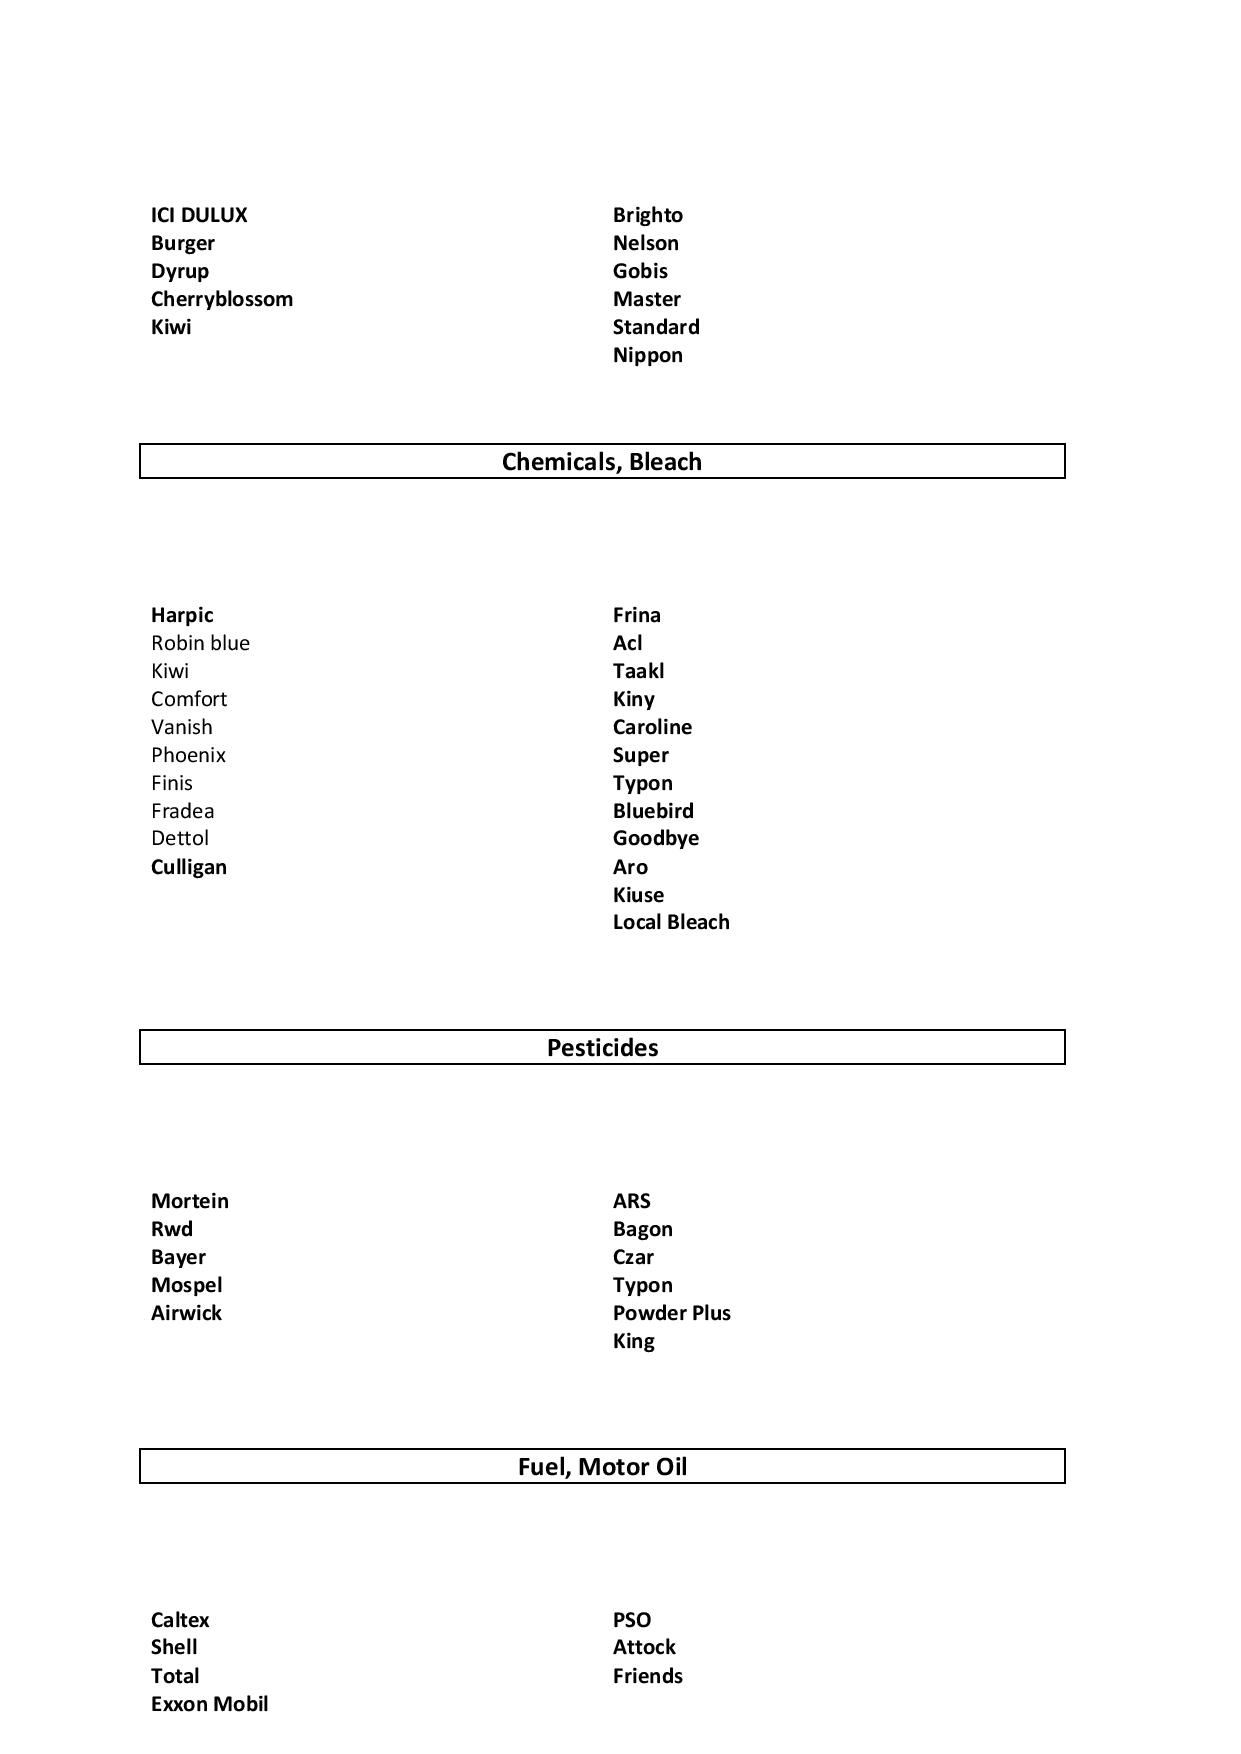 ICI DULUX
Burger
Dyrup
Cherryblossom
Kiwi
Brighto
Nelson
Gobis
Master
Standard
Nippon
Chemicals, Bleach
Harpic
Robin blue
Kiwi
Comfort
Vanish
Phoenix
Finis
Fradea
Dettol
Culligan
Frina
Acl
Taakl
Kiny
Caroline
Super
Typon
Bluebird
Goodbye
Aro
Kiuse
Local Bleach
Pesticides
Mortein
Rwd
Bayer
Mospel
Airwick
ARS
Bagon
Czar
Typon
Powder Plus
King
Fuel, Motor Oil
Caltex
Shell
Total
Exxon Mobil
PSO
Attock
Friends